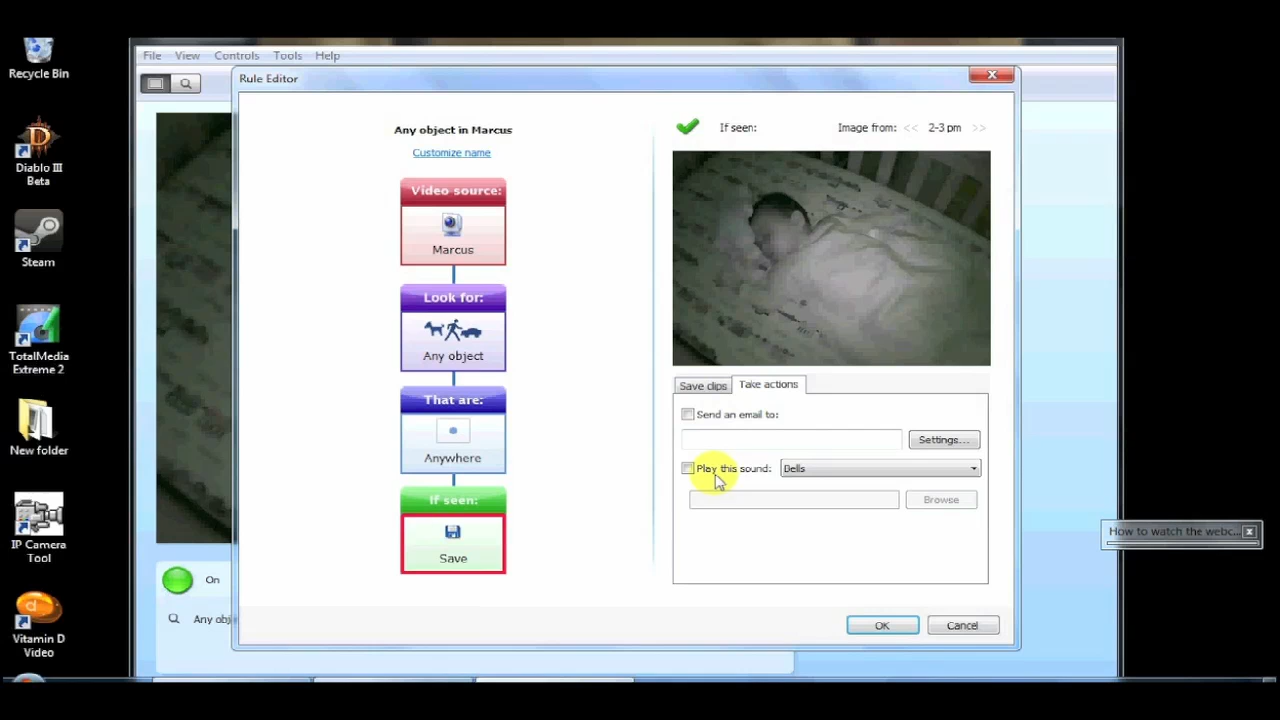 Recycle Bin
Diablo III
Beta
Steam
TotalMedia
Extreme 2
New folder
IP Camera
Tool
Vitamin D
Video
File View Controls Tools Help
Rule Editor
Any object in Marcus
Customize name
Video source:
Marcus
Look for:
Any object
That are:
Anywhere
If seen:
Save
If seen:
Image from: << 2-3 pm >>
Save clips
Take actions
Send an email to:
Settings...
Play this sound:
Bells
Browse
OK
Cancel
On
Any obj
How to watch the webc...